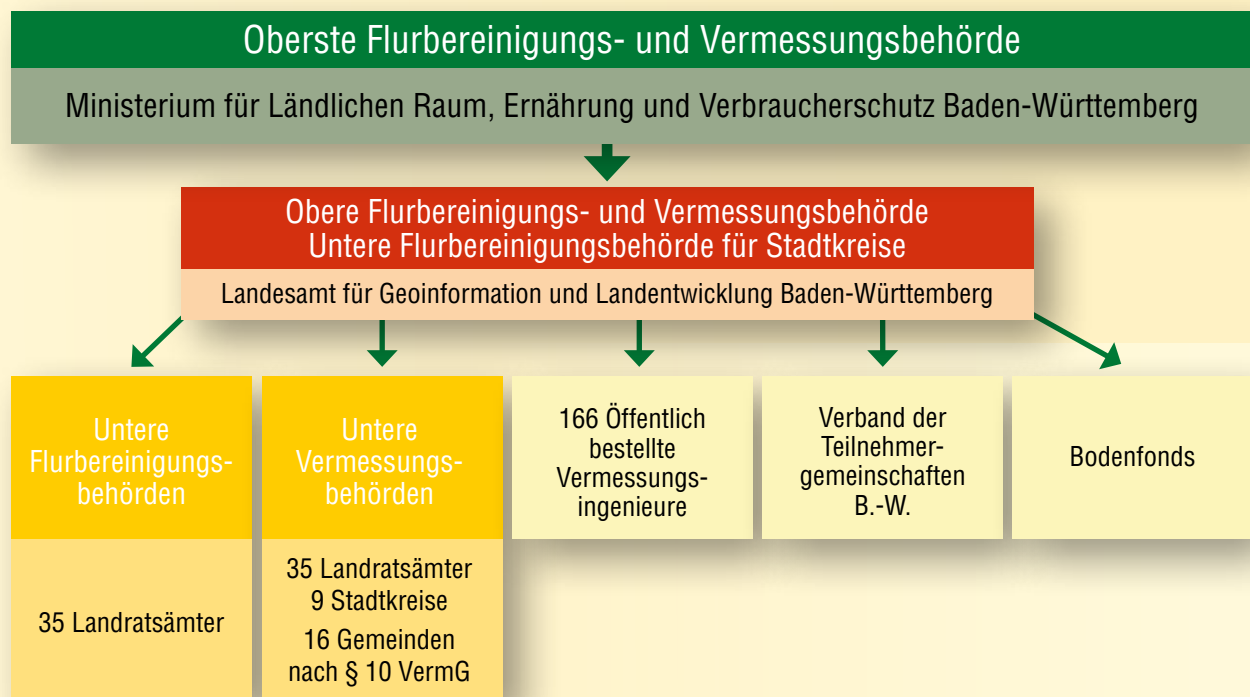 Oberste Flurbereinigungs- und Vermessungsbehörde
Ministerium für Ländlichen Raum, Ernährung und Verbraucherschutz Baden-Württemberg
Obere Flurbereinigungs- und Vermessungsbehörde
Untere Flurbereinigungsbehörde für Stadtkreise
Landesamt für Geoinformation und Landentwicklung Baden-Württemberg
Untere
Flurbereinigungs-
behörden
35 Landratsämter
Untere
Vermessungs-
behörden
35 Landratsämter
9 Stadtkreise
16 Gemeinden
nach § 10 VermG
166 Öffentlich
bestellte
Vermessungs-
ingenieure
Verband der
Teilnehmer-
gemeinschaften
B.-W.
Bodenfonds